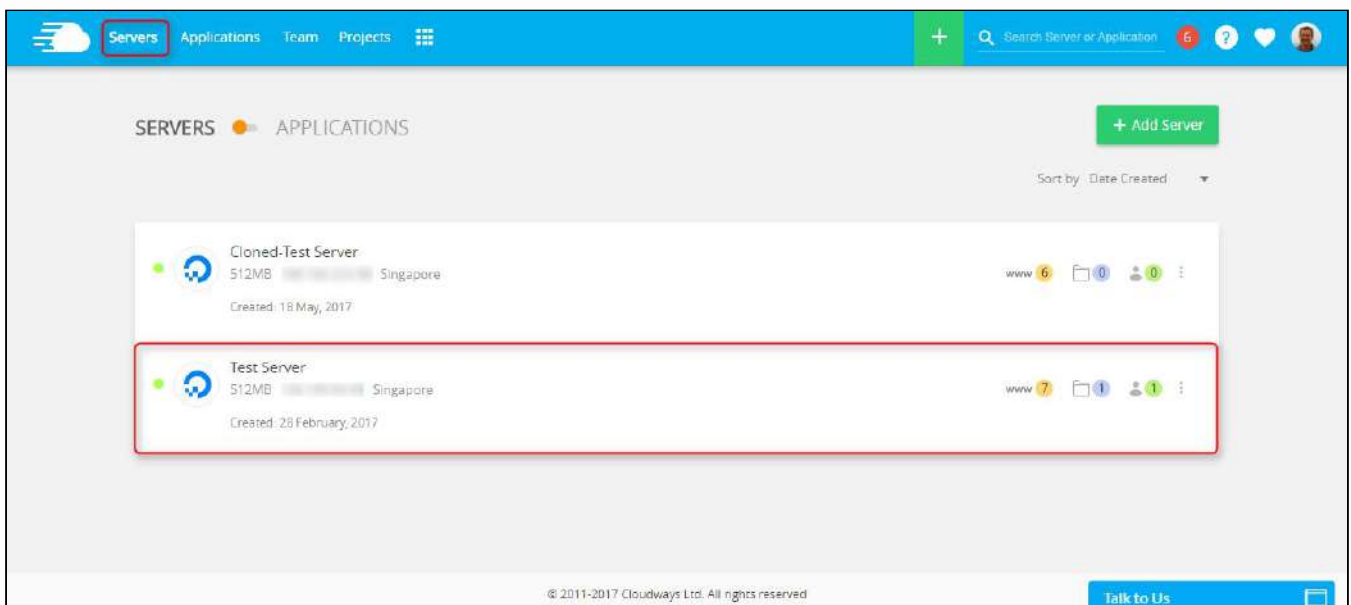 Servers Applications Team Projects + Search Server or Application 6 ?
SERVERS APPLICATIONS + Add Server
Sort by Date Created
Cloned-Test Server
512MB Singapore www 6 0 0
Created: 18 May, 2017
Test Server
512MB Singapore www 7 1 1
Created: 28 February, 2017
© 2011-2017 Cloudways Ltd. All rights reserved
Talk to Us